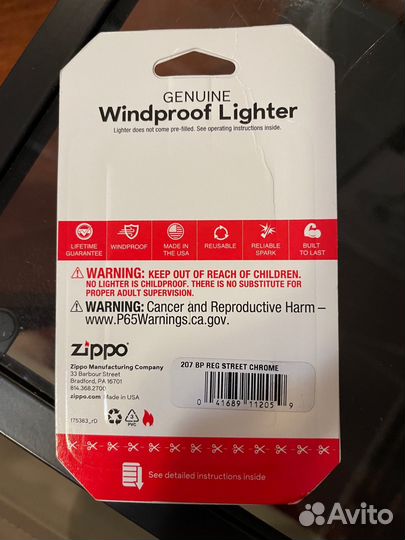 GENUINE
Windproof Lighter
Lighter does not come pre-filled. See operating instructions inside.
LIFETIME GUARANTEE
WINDPROOF
MADE IN THE USA
REUSABLE
RELIABLE SPARK
BUILT TO LAST
WARNING: KEEP OUT OF REACH OF CHILDREN.
NO LIGHTER IS CHILDPROOF. THERE IS NO SUBSTITUTE FOR
PROPER ADULT SUPERVISION.
WARNING: Cancer and Reproductive Harm –
www.P65Warnings.ca.gov.
zippo
Zippo Manufacturing Company
33 Barbour Street
Bradford, PA 16701
814.368.2700
zippo.com Made in USA
207 BP REG STREET CHROME
0 41689 11205 9
175383_rD
3
PVC
See detailed instructions inside
Avito